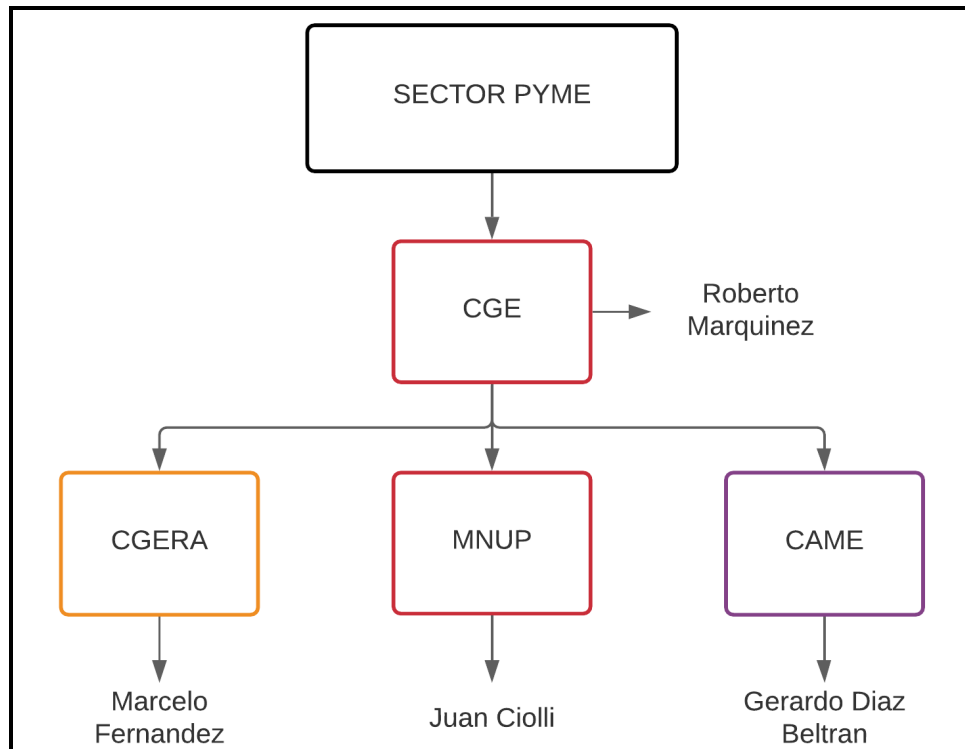 SECTOR PYME
CGE
Roberto
Marquinez
CGERA
MNUP
CAME
Marcelo
Fernandez
Juan Ciolli
Gerardo Diaz
Beltran